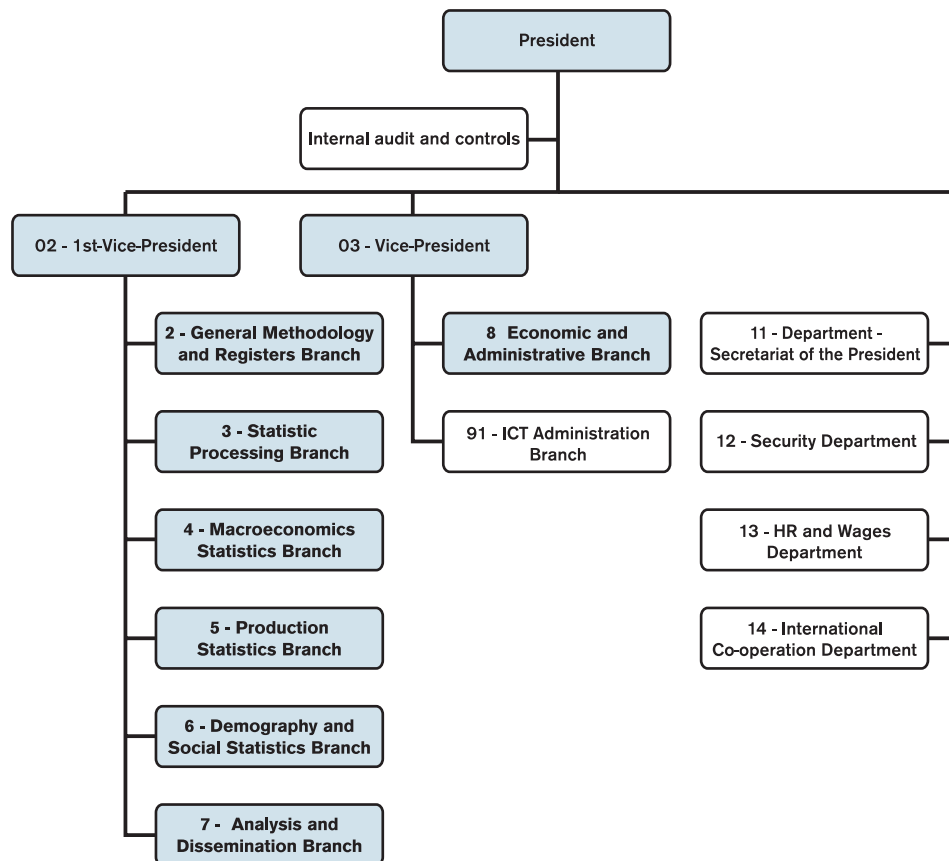 President
Internal audit and controls
02 - 1st-Vice-President
03 - Vice-President
2 - General Methodology
and Registers Branch
3 - Statistic
Processing Branch
4 - Macroeconomics
Statistics Branch
5 - Production
Statistics Branch
6 - Demography and
Social Statistics Branch
7 -  Analysis and
Dissemination Branch
8  Economic and
Administrative Branch
91 - ICT Administration
Branch
11 - Department -
Secretariat of the President
12 - Security Department
13 - HR and Wages
Department
14 - International
Co-operation Department